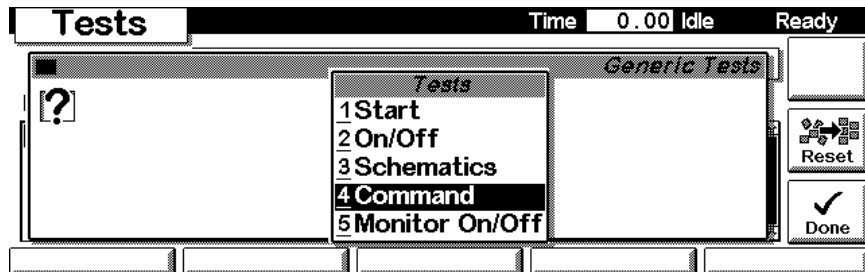 Tests Time 0.00 Idle Ready
Generic Tests
[?]
Tests
1 Start
2 On/Off
3 Schematics
4 Command
5 Monitor On/Off
Reset
Done